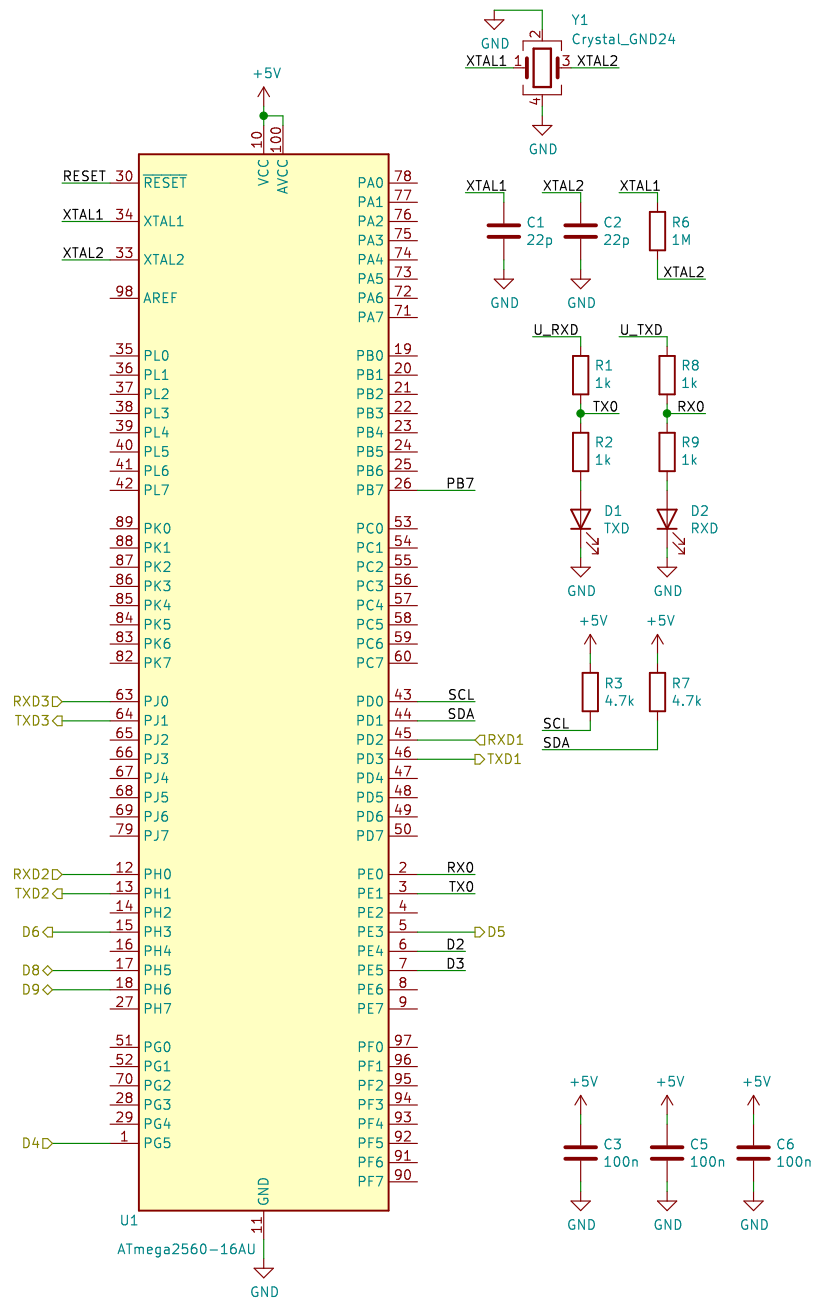 Y1
Crystal_GND24
GND
2
XTAL1 1
3 XTAL2
4
GND
+5V
10
100
VCC
AVCC
RESET 30 RESET
XTAL1 34 XTAL1
XTAL2 33 XTAL2
98 AREF
PA0 78
PA1 77
PA2 76
PA3 75
PA4 74
PA5 73
PA6 72
PA7 71
35 PL0
36 PL1
37 PL2
38 PL3
39 PL4
40 PL5
41 PL6
42 PL7
PB0 19
PB1 20
PB2 21
PB3 22
PB4 23
PB5 24
PB6 25
PB7 26 PB7
89 PK0
88 PK1
87 PK2
86 PK3
85 PK4
84 PK5
83 PK6
82 PK7
PC0 53
PC1 54
PC2 55
PC3 56
PC4 57
PC5 58
PC6 59
PC7 60
RXD3 63 PJ0
TXD3 64 PJ1
65 PJ2
66 PJ3
67 PJ4
68 PJ5
69 PJ6
79 PJ7
PD0 43 SCL
PD1 44 SDA
PD2 45 RXD1
PD3 46 TXD1
PD4 47
PD5 48
PD6 49
PD7 50
RXD2 12 PH0
TXD2 13 PH1
14 PH2
D6 15 PH3
16 PH4
D8 17 PH5
D9 18 PH6
27 PH7
PE0 2 RX0
PE1 3 TX0
PE2 4
PE3 5 D5
PE4 6 D2
PE5 7 D3
PE6 8
PE7 9
51 PG0
52 PG1
70 PG2
28 PG3
29 PG4
D4 1 PG5
PF0 97
PF1 96
PF2 95
PF3 94
PF4 93
PF5 92
PF6 91
PF7 90
GND
11
U1
ATmega2560-16AU
GND
XTAL1
C1
22p
GND
XTAL2
C2
22p
GND
XTAL1
R6
1M
XTAL2
U_RXD
R1
1k
TX0
R2
1k
D1
TXD
GND
U_TXD
R8
1k
RX0
R9
1k
D2
RXD
GND
+5V
R3
4.7k
SCL
+5V
R7
4.7k
SDA
+5V
C3
100n
GND
+5V
C5
100n
GND
+5V
C6
100n
GND